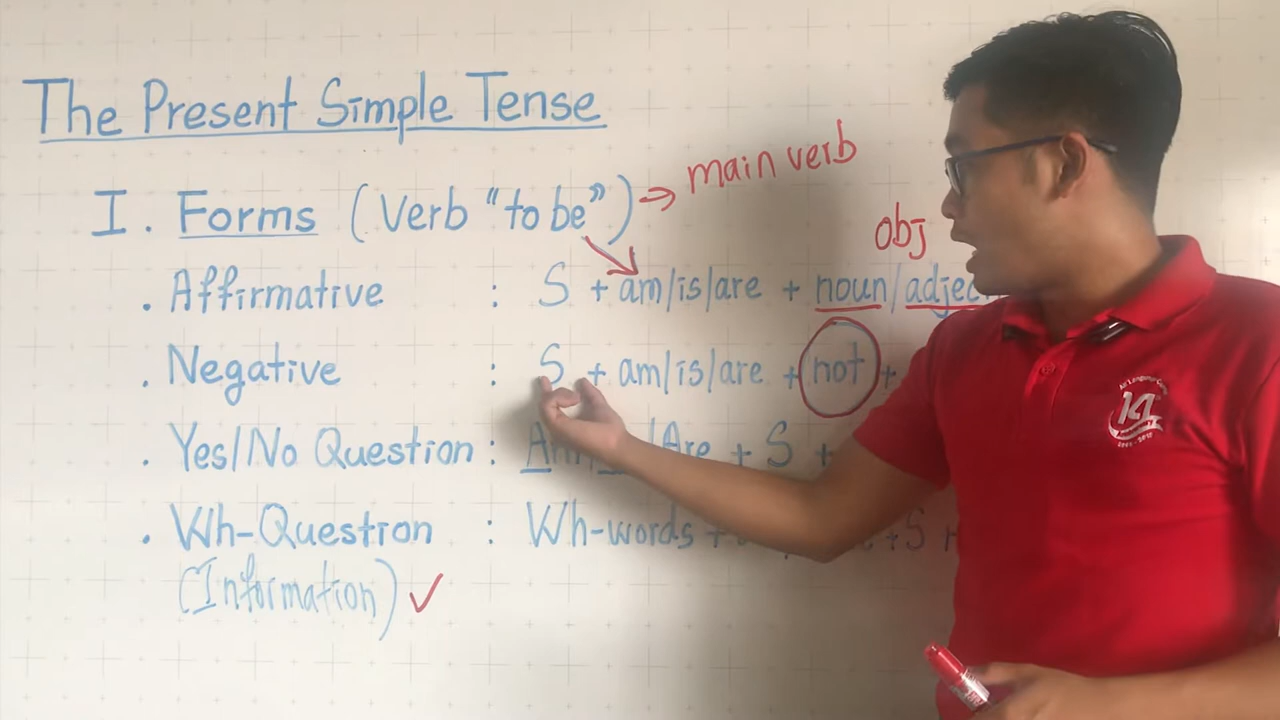 The Present Simple Tense
I. Forms (Verb "to be") → main verb
obj
. Affirmative : S + am/is/are + noun/adjec
. Negative : S + am/is/are + not +
. Yes/No Question : Are + S +
. Wh-Question : Wh-words + + S +
(Information) ✓